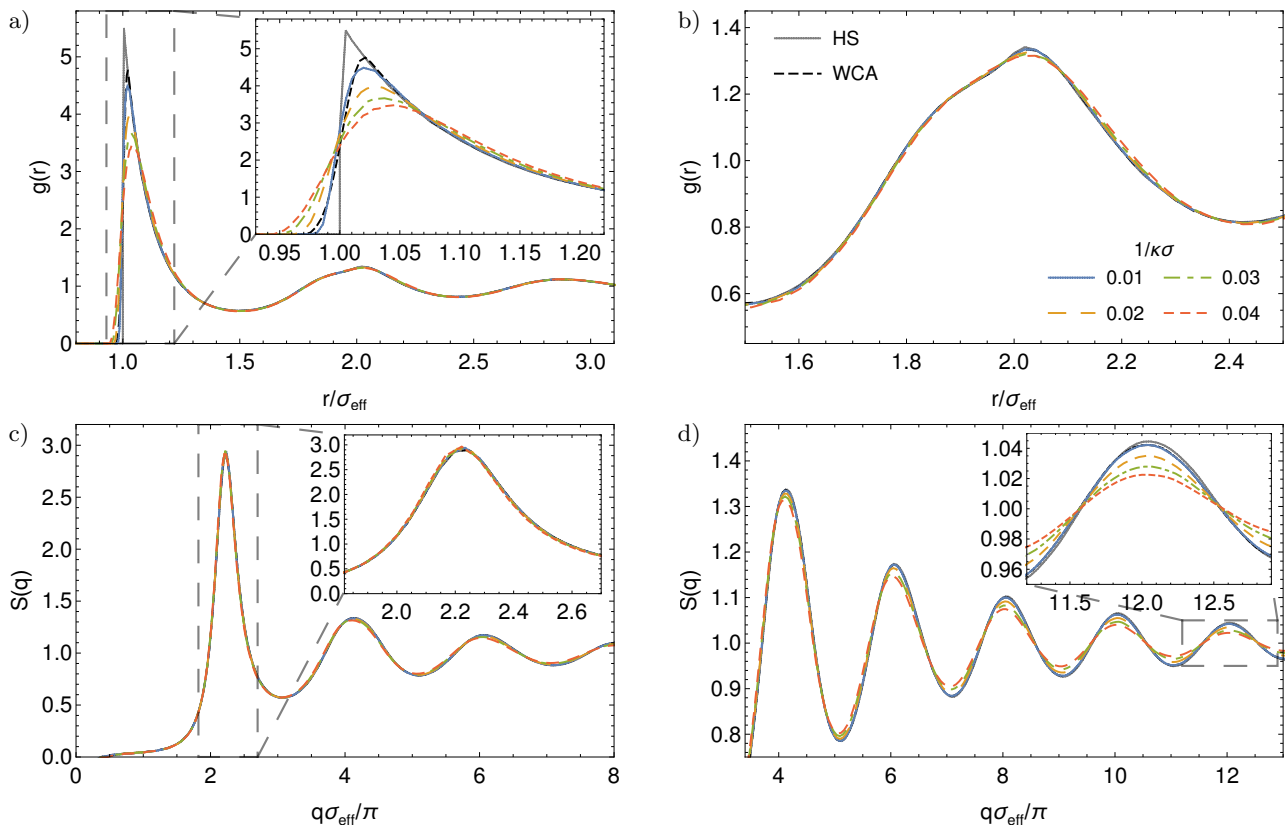 a)
g(r)
5
4
3
2
1
0
1.0 1.5 2.0 2.5 3.0
r/σeff
5
4
3
2
1
0
0.95 1.00 1.05 1.10 1.15 1.20
b)
g(r)
1.4
1.2
1.0
0.8
0.6
1.6 1.8 2.0 2.2 2.4
r/σeff
HS
WCA
1/κσ
0.01 0.03
0.02 0.04
c)
S(q)
3.0
2.5
2.0
1.5
1.0
0.5
0.0
0 2 4 6 8
qσeff/π
3.0
2.5
2.0
1.5
1.0
0.5
0.0
2.0 2.2 2.4 2.6
d)
S(q)
1.4
1.3
1.2
1.1
1.0
0.9
0.8
4 6 8 10 12
qσeff/π
1.04
1.02
1.00
0.98
0.96
11.5 12.0 12.5